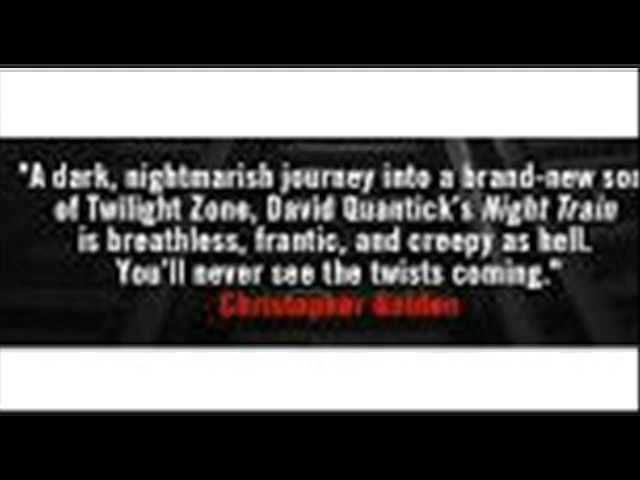 "A dark, nightmarish journey into a brand-new sor
of Twilight Zone, David Quantick's Night Train
is breathless, frantic, and creepy as hell.
You'll never see the twists coming."
- Christopher Golden